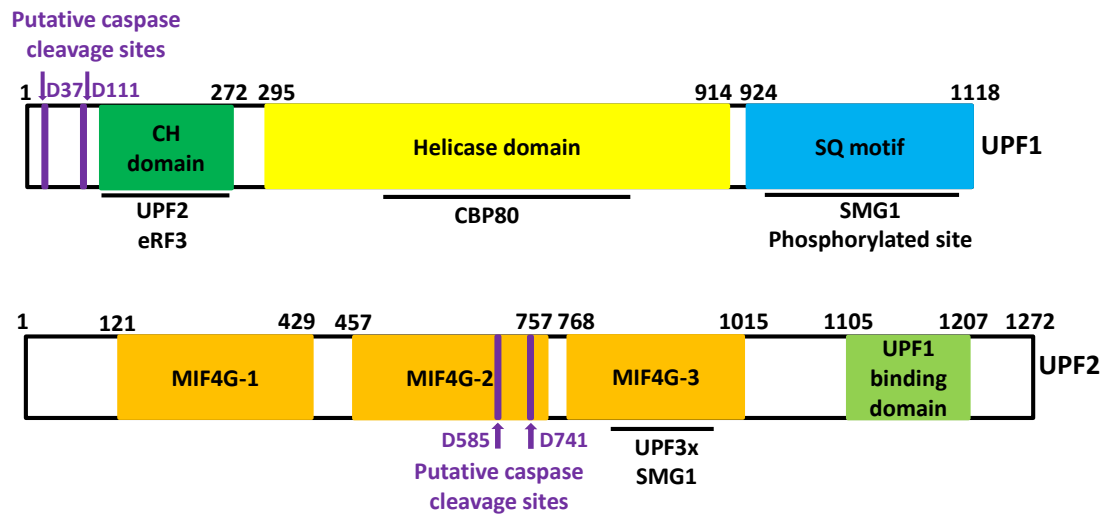 Putative caspase
cleavage sites
1 D37 D111 272 295 914 924 1118
CH
domain
Helicase domain
SQ motif
UPF1
UPF2
eRF3
CBP80
SMG1
Phosphorylated site
1 121 429 457 757 768 1015 1105 1207 1272
MIF4G-1
MIF4G-2
MIF4G-3
UPF1
binding
domain
UPF2
D585 D741
Putative caspase
cleavage sites
UPF3x
SMG1